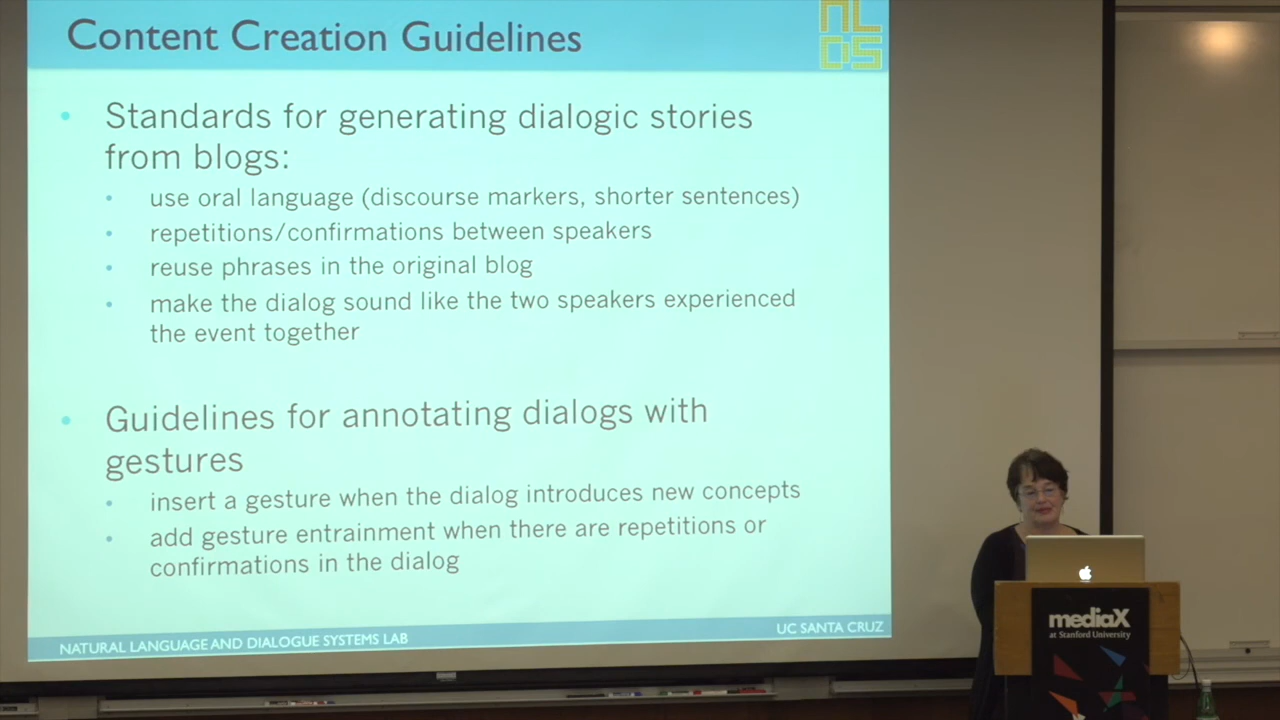 Content Creation Guidelines
NL
DS
• Standards for generating dialogic stories
from blogs:
• use oral language (discourse markers, shorter sentences)
• repetitions/confirmations between speakers
• reuse phrases in the original blog
• make the dialog sound like the two speakers experienced
the event together
• Guidelines for annotating dialogs with
gestures
• insert a gesture when the dialog introduces new concepts
• add gesture entrainment when there are repetitions or
confirmations in the dialog
NATURAL LANGUAGE AND DIALOGUE SYSTEMS LAB
UC SANTA CRUZ
mediaX
at Stanford University